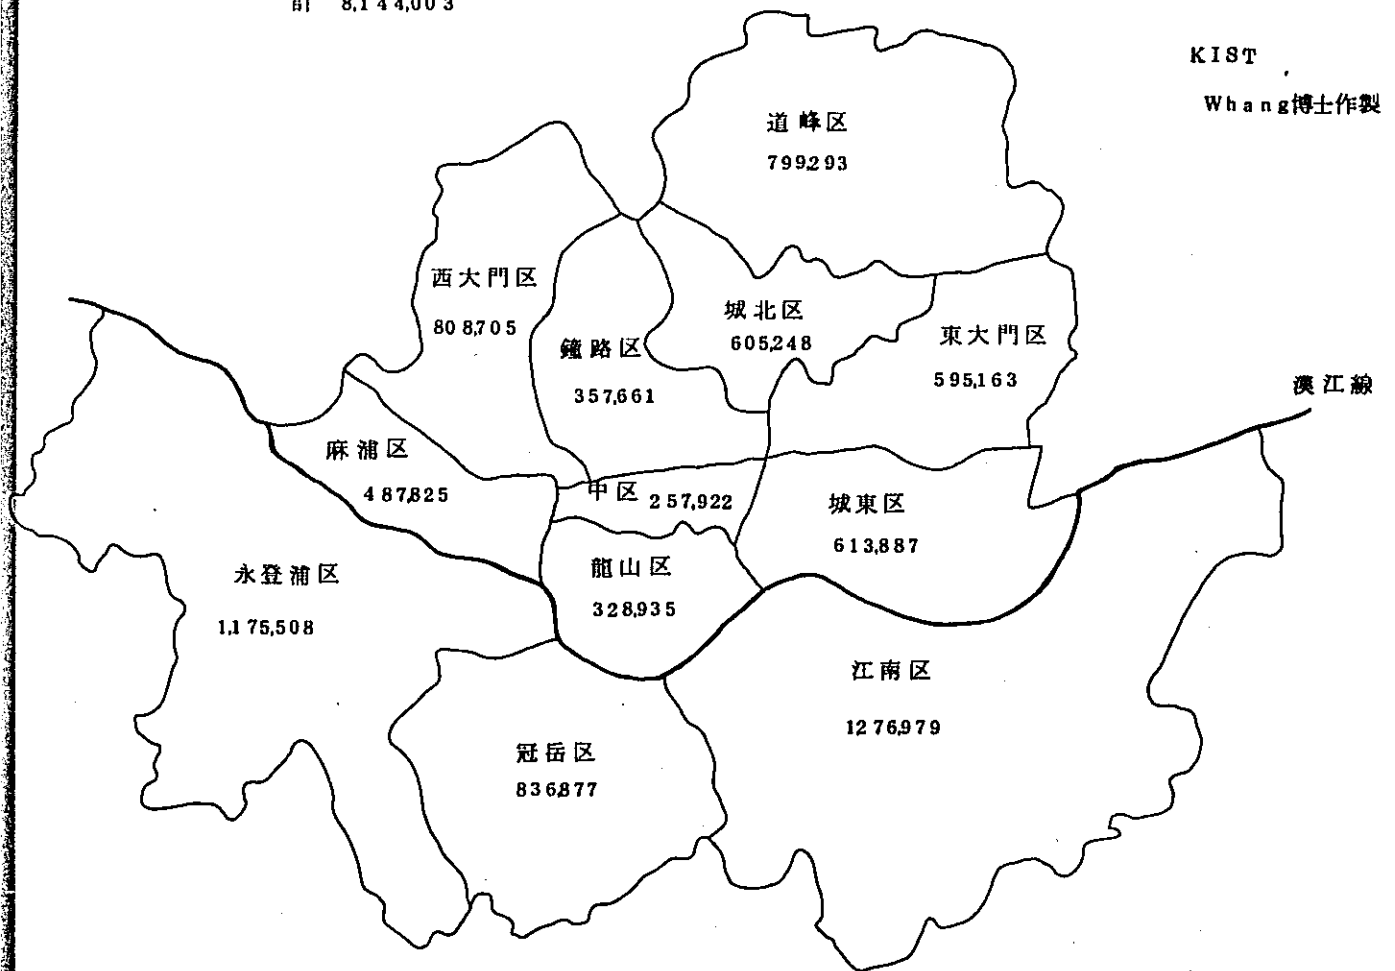 計 8,144,003
KIST
Whang博士作製
道峰区
799,293
西大門区
808,705
城北区
605,248
東大門区
595,163
鐘路区
357,661
漢江線
麻浦区
487,825
中区 257,922
城東区
613,887
永登浦区
1,175,508
龍山区
328,935
江南区
1276,979
冠岳区
836,877